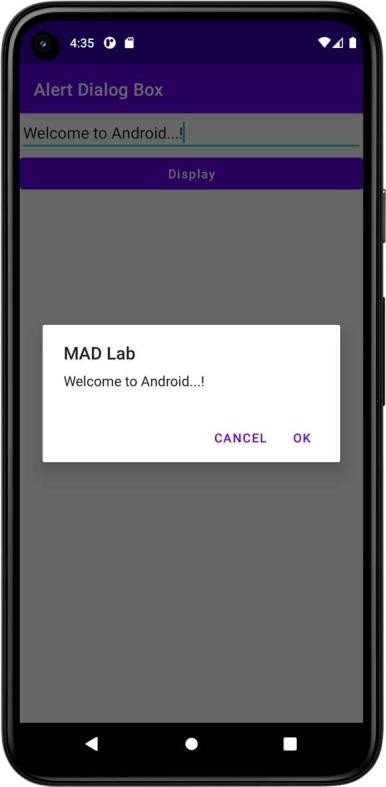 4:35
Alert Dialog Box
Welcome to Android...!
Display
MAD Lab
Welcome to Android...!
CANCEL OK